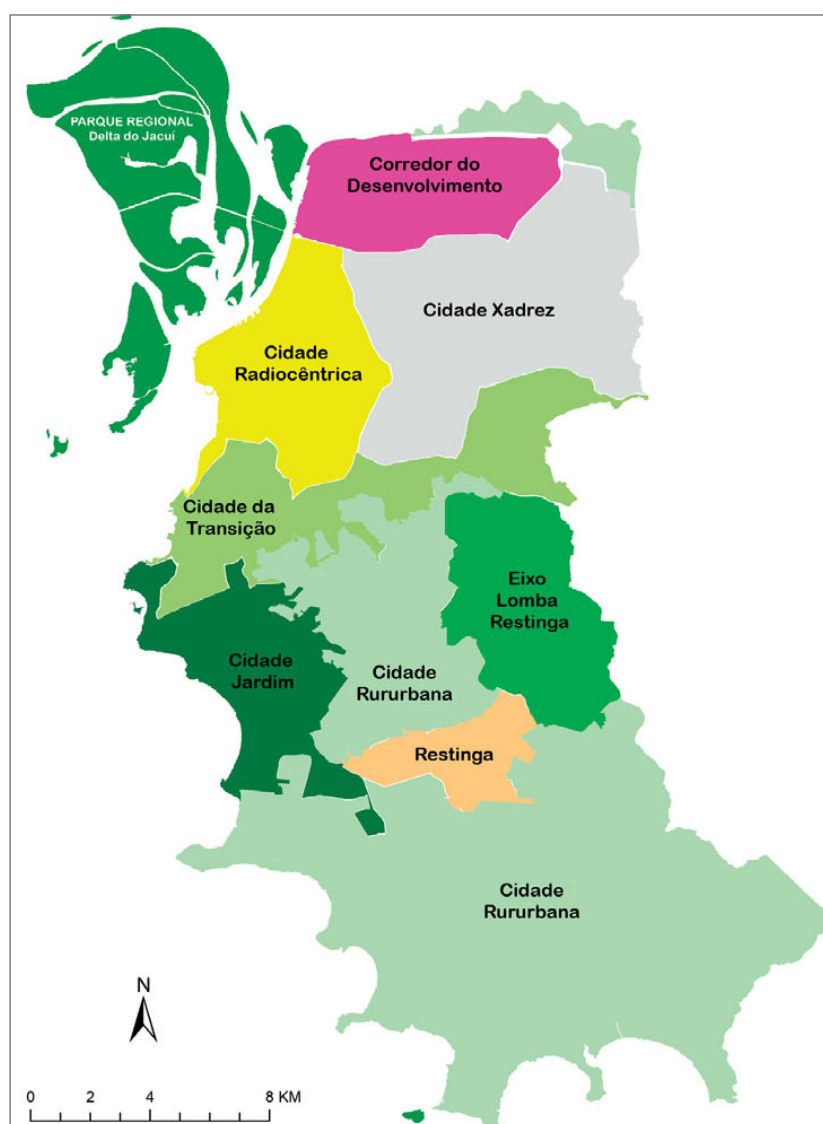 PARQUE REGIONAL
Delta do Jacuí
Corredor do
Desenvolvimento
Cidade Xadrez
Cidade
Radiocêntrica
Cidade da
Transição
Eixo
Lomba
Restinga
Cidade
Jardim
Cidade
Rururbana
Restinga
Cidade
Rururbana
N
0 2 4 8 KM